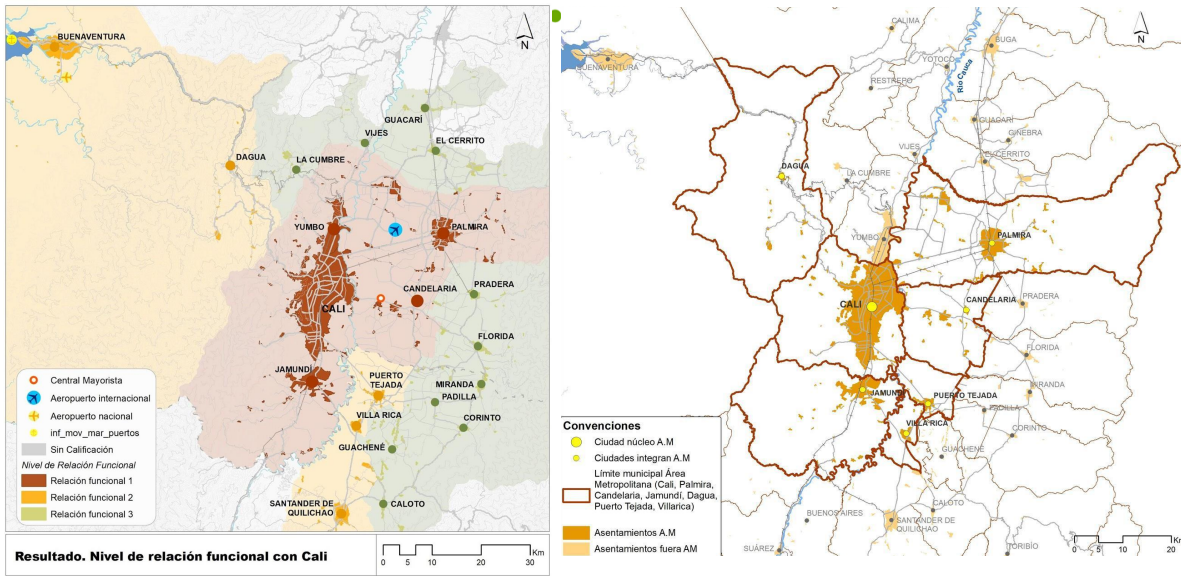 BUENAVENTURA
N
GUACARÍ
VIJES
EL CERRITO
DAGUA
LA CUMBRE
YUMBO
PALMIRA
CANDELARIA
PRADERA
CALI
FLORIDA
JAMUNDÍ
PUERTO
TEJADA
MIRANDA
PADILLA
VILLA RICA
CORINTO
GUACHENÉ
SANTANDER DE
QUILICHAO
CALOTO
Central Mayorista
Aeropuerto internacional
Aeropuerto nacional
inf_mov_mar_puertos
Sin Calificación
Nivel de Relación Funcional
Relación funcional 1
Relación funcional 2
Relación funcional 3
Resultado. Nivel de relación funcional con Cali
Km
0 5 10 20 30
CALIMA
N
BUGA
YOTOCO
BUENAVENTURA
RESTREPO
Río Cauca
GUACARÍ
GINEBRA
VIJES
EL CERRITO
DAGUA
LA CUMBRE
YUMBO
PALMIRA
CALI
CANDELARIA
PRADERA
FLORIDA
JAMUNDÍ
MIRANDA
PUERTO TEJADA
PADILLA
VILLA RICA
CORINTO
GUACHENÉ
CALOTO
BUENOS AIRES
SANTANDER DE
QUILICHAO
SUÁREZ
TORIBÍO
Convenciones
Ciudad núcleo A.M
Ciudades integran A.M
Límite municipal Área
Metropolitana (Cali, Palmira,
Candelaria, Jamundí, Dagua,
Puerto Tejada, Villarica)
Asentamientos A.M
Asentamientos fuera AM
Km
0 5 10 20